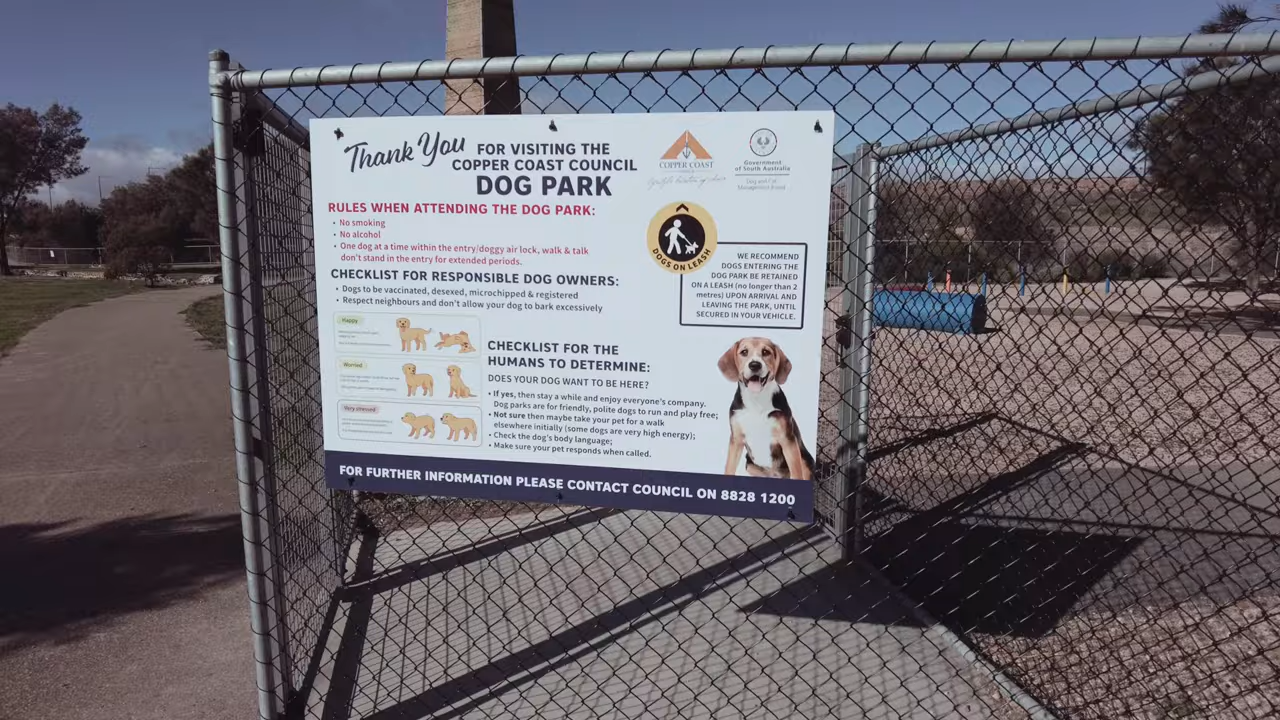 Thank You FOR VISITING THE
COPPER COAST COUNCIL
DOG PARK
COPPER COAST
Government
of South Australia
Dog and Cat
Management Board
RULES WHEN ATTENDING THE DOG PARK:
• No smoking
• No alcohol
• One dog at a time within the entry/doggy air lock, walk & talk
don't stand in the entry for extended periods.
DOGS ON LEASH
WE RECOMMEND
DOGS ENTERING THE
DOG PARK BE RETAINED
ON A LEASH (no longer than 2
metres) UPON ARRIVAL AND
LEAVING THE PARK, UNTIL
SECURED IN YOUR VEHICLE.
CHECKLIST FOR RESPONSIBLE DOG OWNERS:
• Dogs to be vaccinated, desexed, microchipped & registered
• Respect neighbours and don't allow your dog to bark excessively
Happy
Worried
Very stressed
CHECKLIST FOR THE
HUMANS TO DETERMINE:
DOES YOUR DOG WANT TO BE HERE?
• If yes, then stay a while and enjoy everyone's company.
Dog parks are for friendly, polite dogs to run and play free;
• Not sure then maybe take your pet for a walk
elsewhere initially (some dogs are very high energy);
• Check the dog's body language;
• Make sure your pet responds when called.
FOR FURTHER INFORMATION PLEASE CONTACT COUNCIL ON 8828 1200